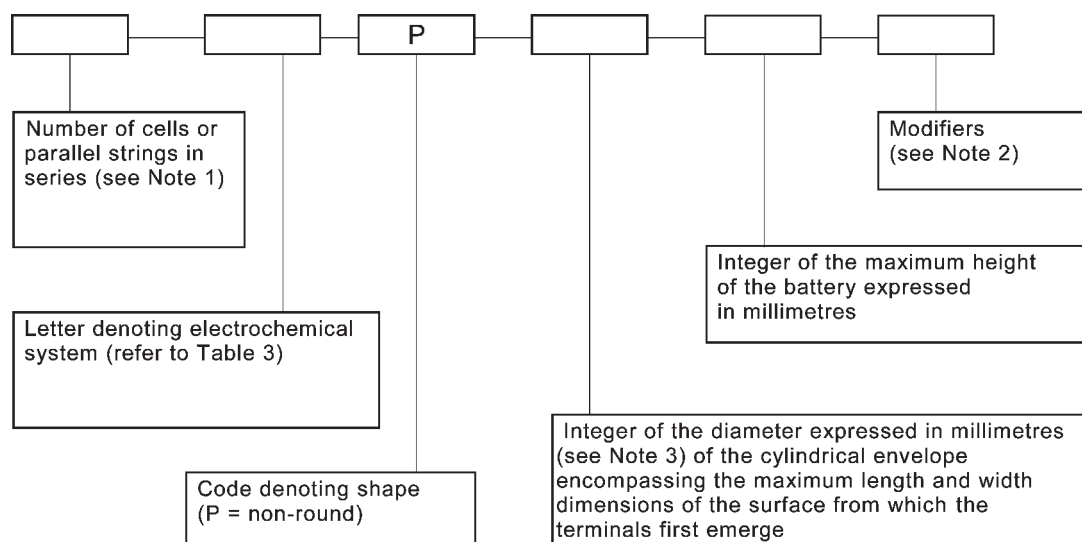 P
Number of cells or
parallel strings in
series (see Note 1)
Modifiers
(see Note 2)
Integer of the maximum height
of the battery expressed
in millimetres
Letter denoting electrochemical
system (refer to Table 3)
Integer of the diameter expressed in millimetres
(see Note 3) of the cylindrical envelope
encompassing the maximum length and width
dimensions of the surface from which the
terminals first emerge
Code denoting shape
(P = non-round)